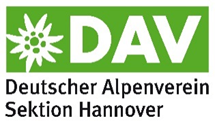 DAV
Deutscher Alpenverein
Sektion Hannover